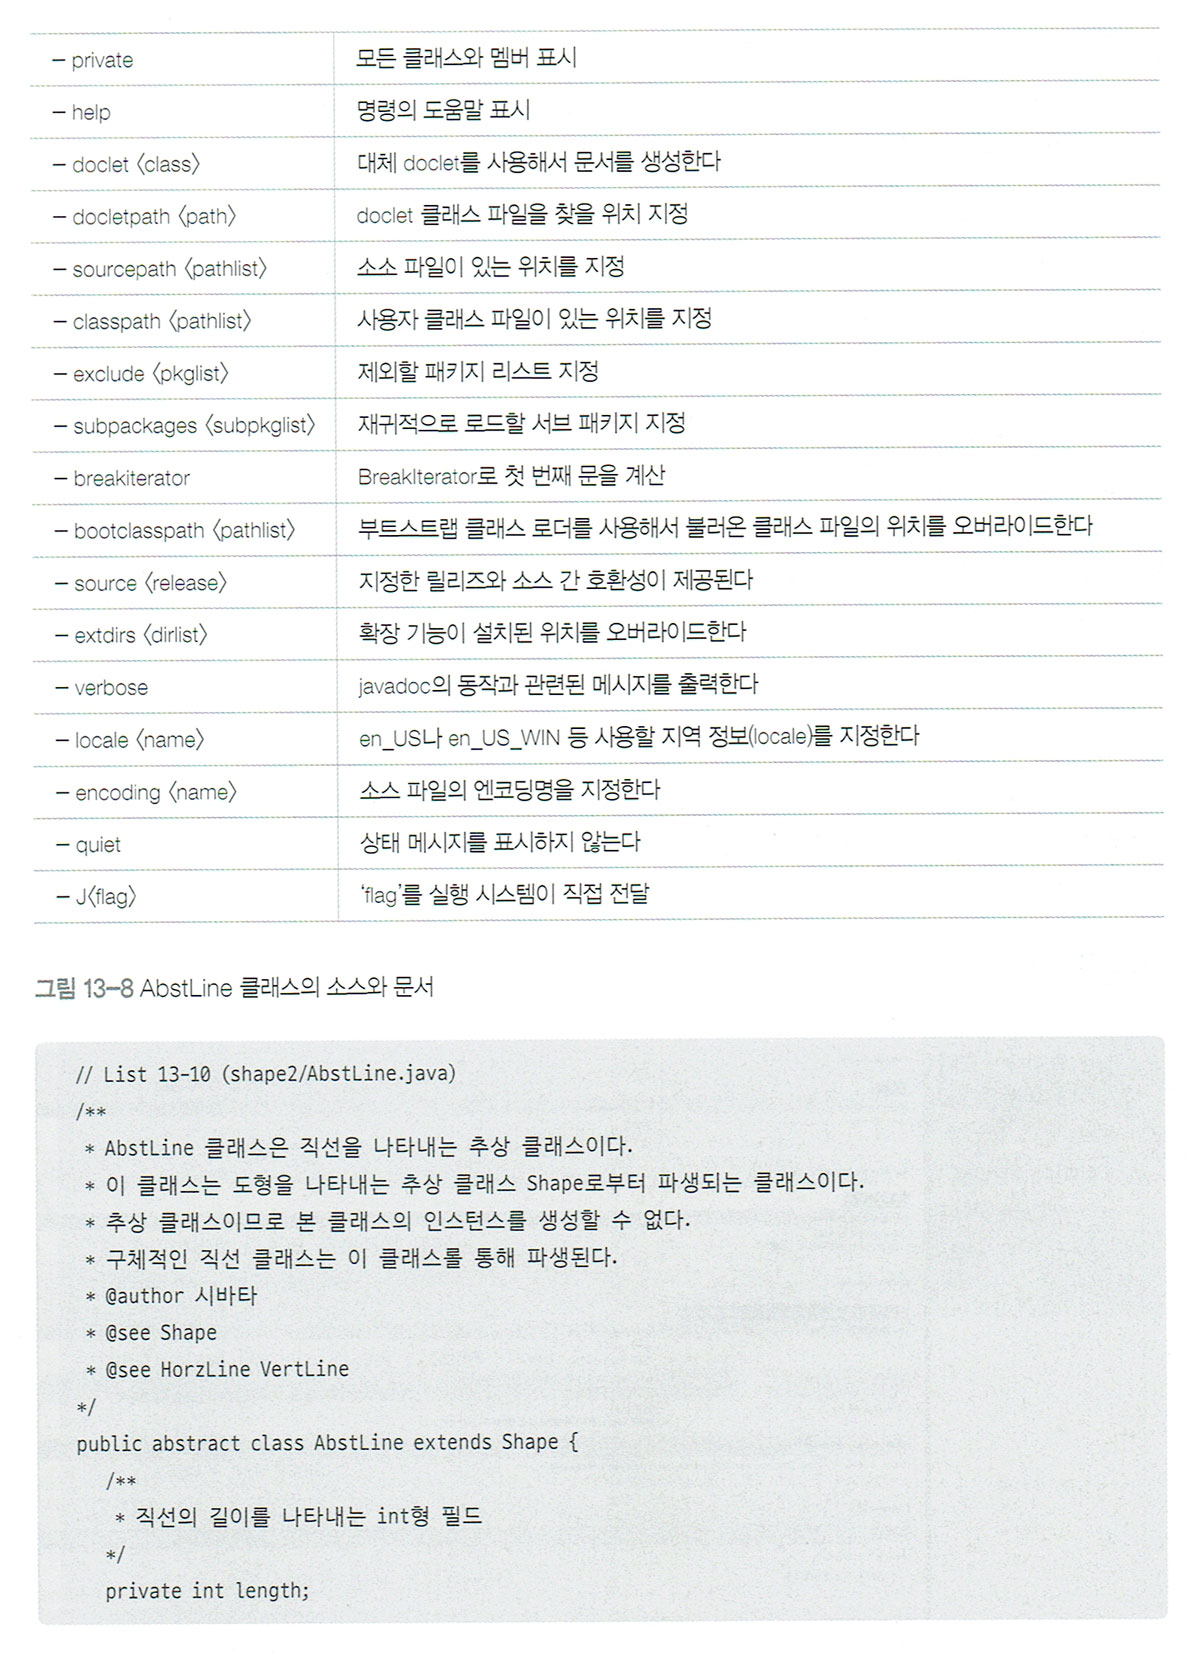 – private 모든 클래스와 멤버 표시
– help 명령의 도움말 표시
– doclet 〈class〉 대체 doclet를 사용해서 문서를 생성한다
– docletpath 〈path〉 doclet 클래스 파일을 찾을 위치 지정
– sourcepath 〈pathlist〉 소소 파일이 있는 위치를 지정
– classpath 〈pathlist〉 사용자 클래스 파일이 있는 위치를 지정
– exclude 〈pkglist〉 제외할 패키지 리스트 지정
– subpackages 〈subpkglist〉 재귀적으로 로드할 서브 패키지 지정
– breakiterator BreakIterator로 첫 번째 문을 계산
– bootclasspath 〈pathlist〉 부트스트랩 클래스 로더를 사용해서 불러온 클래스 파일의 위치를 오버라이드한다
– source 〈release〉 지정한 릴리즈와 소스 간 호환성이 제공된다
– extdirs 〈dirlist〉 확장 기능이 설치된 위치를 오버라이드한다
– verbose javadoc의 동작과 관련된 메시지를 출력한다
– locale 〈name〉 en_US나 en_US_WIN 등 사용할 지역 정보(locale)를 지정한다
– encoding 〈name〉 소스 파일의 엔코딩명을 지정한다
– quiet 상태 메시지를 표시하지 않는다
– J〈flag〉 ‘flag’를 실행 시스템이 직접 전달
그림 13–8 AbstLine 클래스의 소스와 문서
// List 13-10 (shape2/AbstLine.java)
/**
* AbstLine 클래스은 직선을 나타내는 추상 클래스이다.
* 이 클래스는 도형을 나타내는 추상 클래스 Shape로부터 파생되는 클래스이다.
* 추상 클래스이므로 본 클래스의 인스턴스를 생성할 수 없다.
* 구체적인 직선 클래스는 이 클래스롤 통해 파생된다.
* @author 시바타
* @see Shape
* @see HorzLine VertLine
*/
public abstract class AbstLine extends Shape {
/**
* 직선의 길이를 나타내는 int형 필드
*/
private int length;